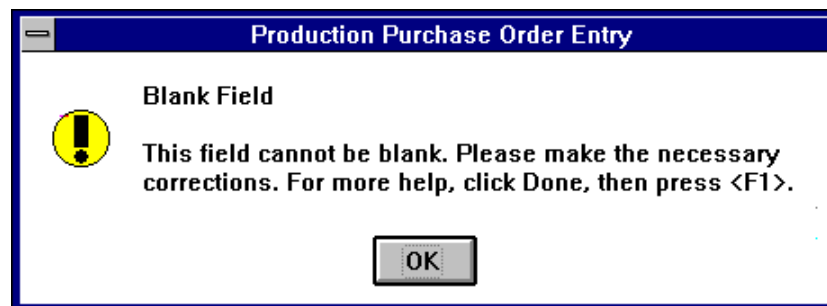 Production Purchase Order Entry
Blank Field
This field cannot be blank. Please make the necessary
corrections. For more help, click Done, then press <F1>.
OK